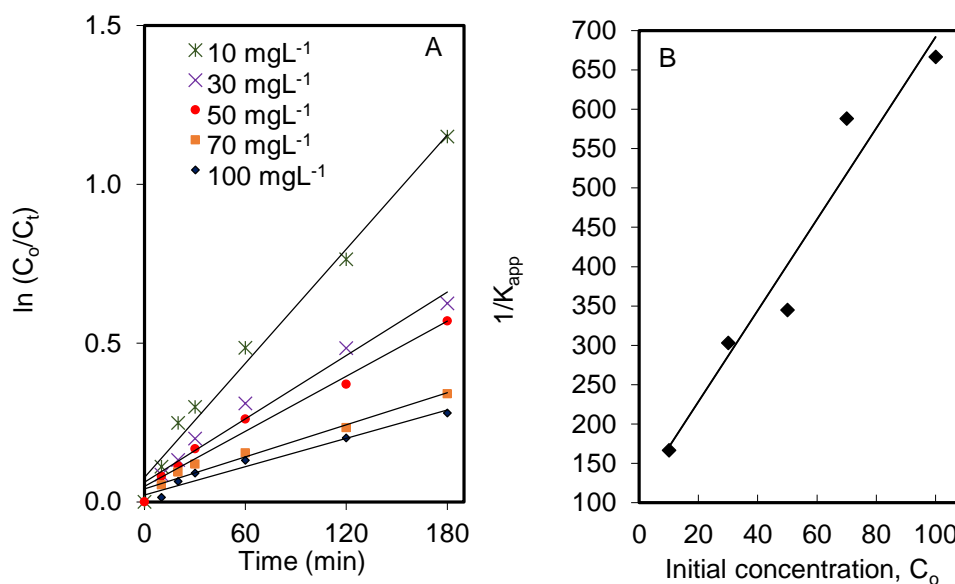 A
10 mgL-1
30 mgL-1
50 mgL-1
70 mgL-1
100 mgL-1
1.5
1.0
0.5
0.0
ln (Co/Ct)
0 60 120 180
Time (min)
B
700
650
600
550
500
450
400
350
300
250
200
150
100
1/Kapp
0 20 40 60 80 100
Initial concentration, Co